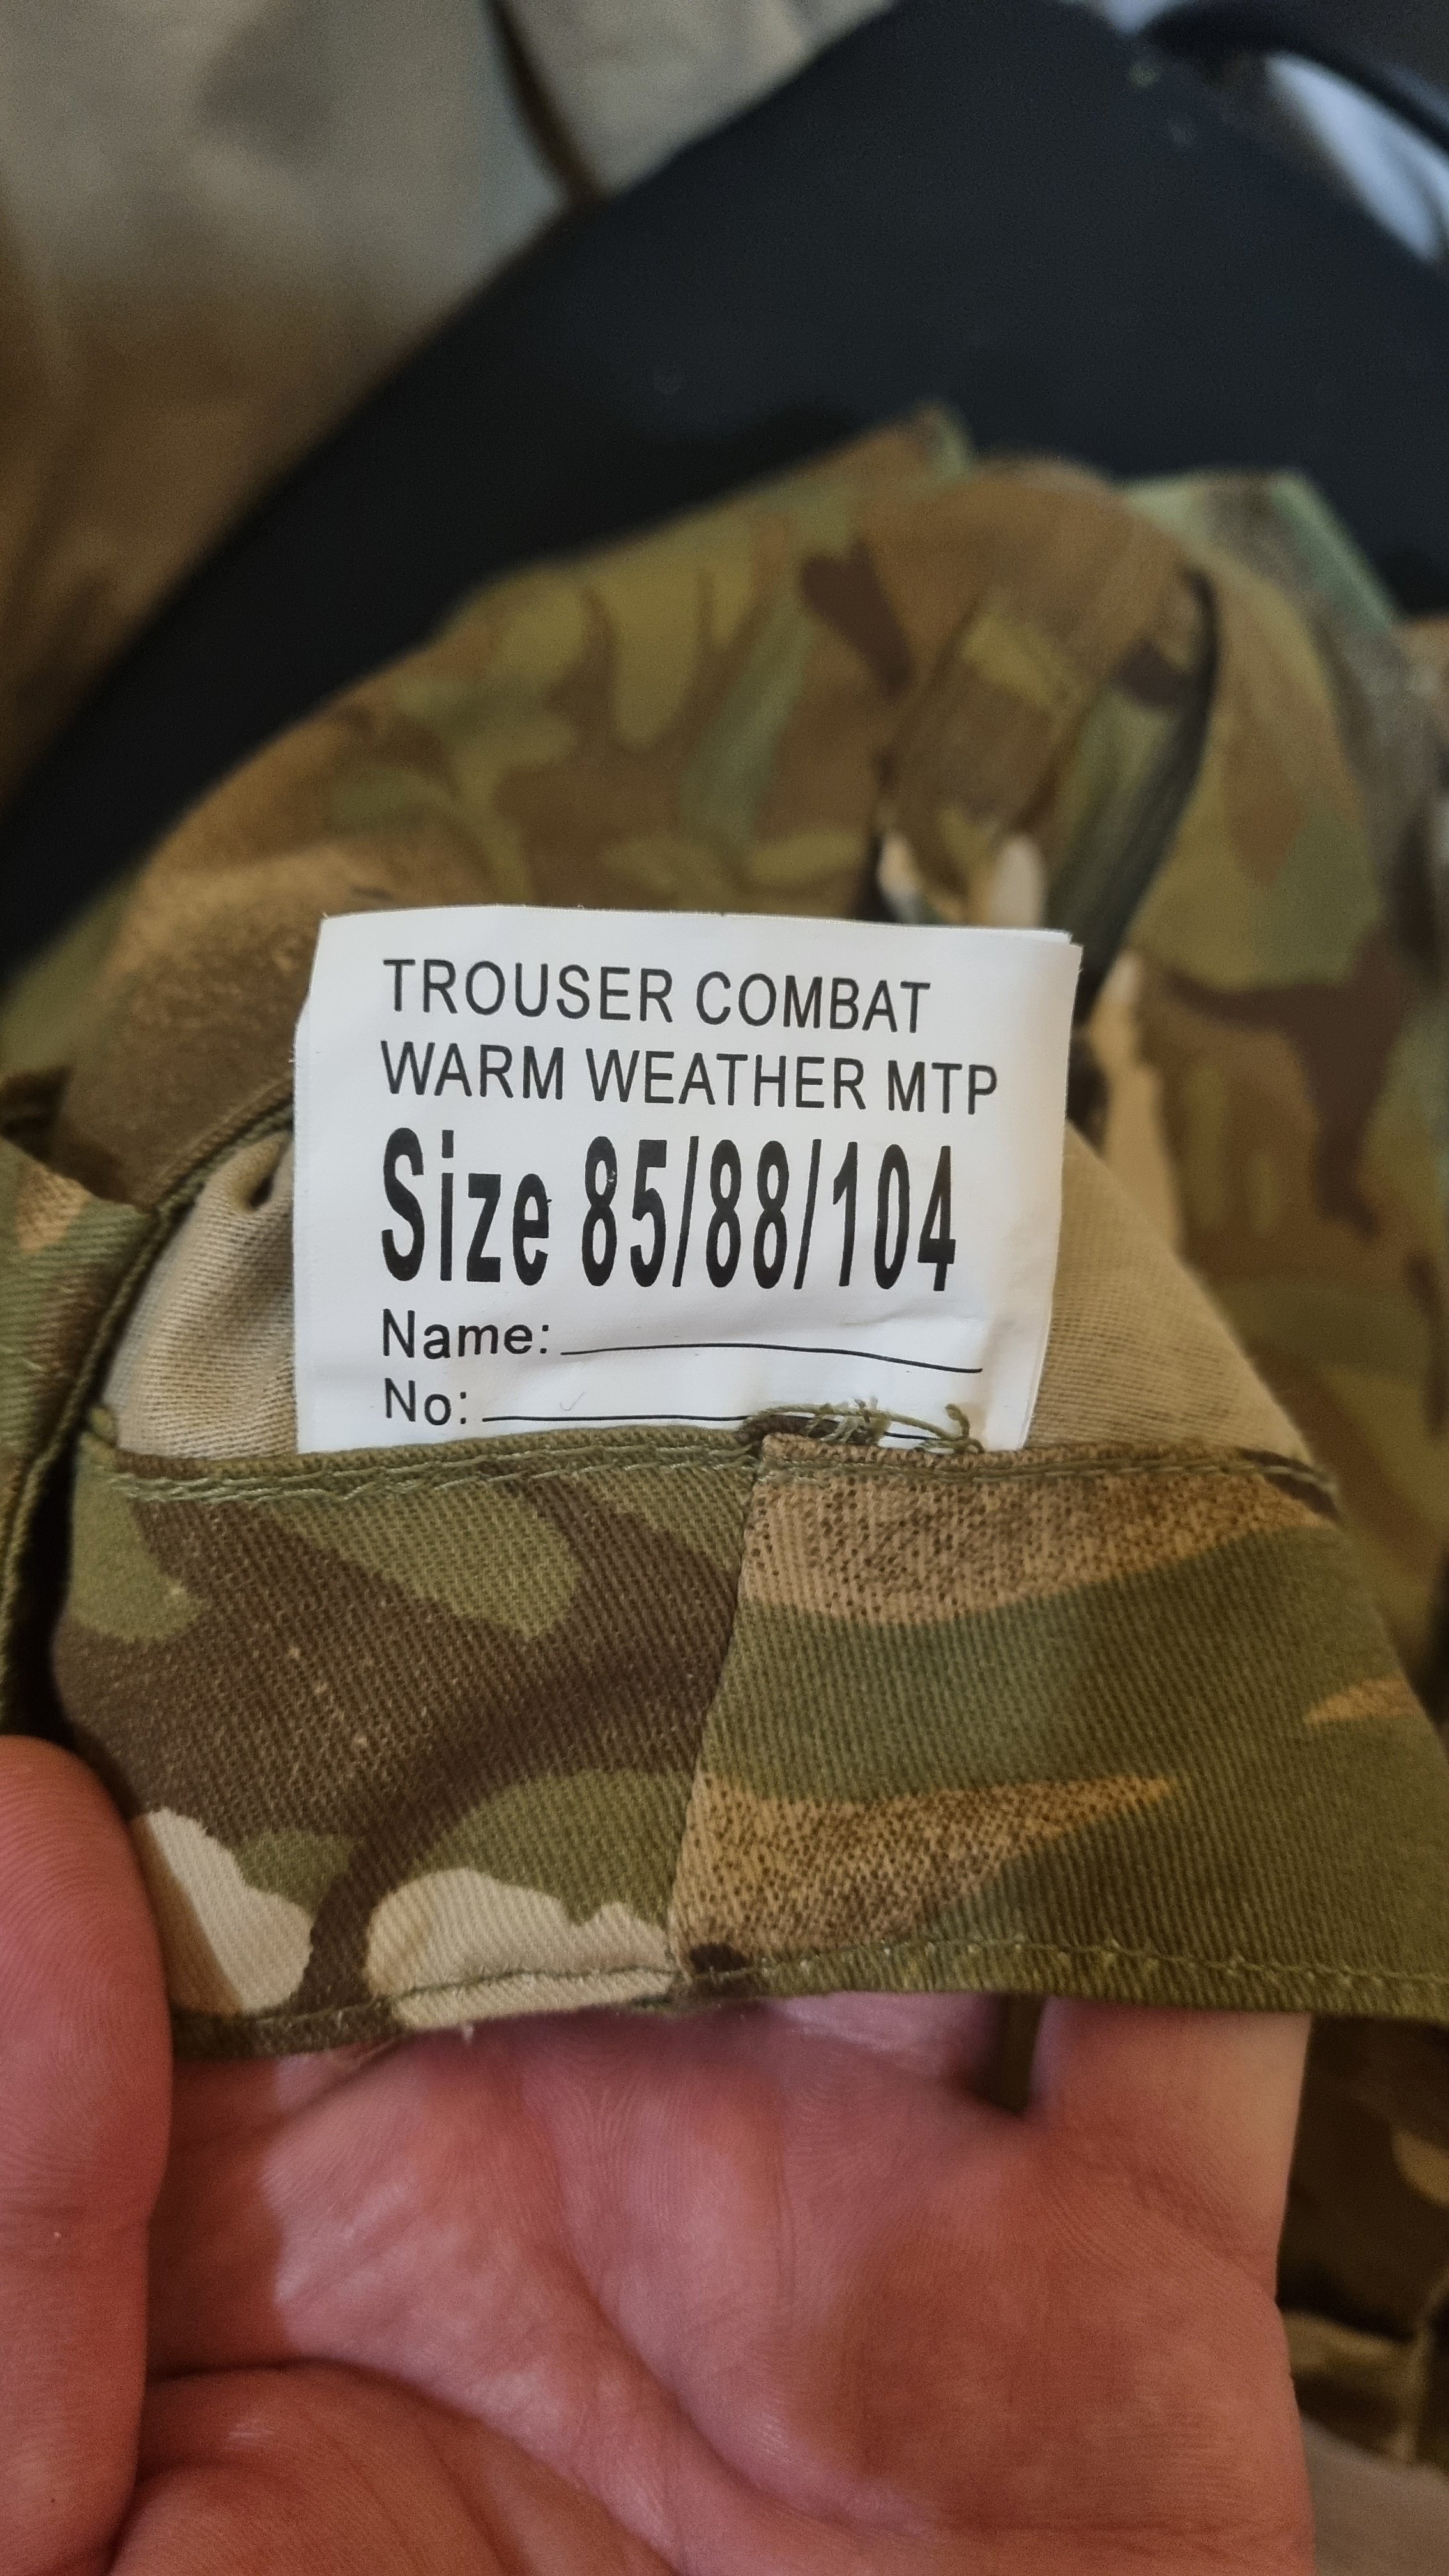 TROUSER COMBAT
WARM WEATHER MTP
Size 85/88/104
Name:
No: